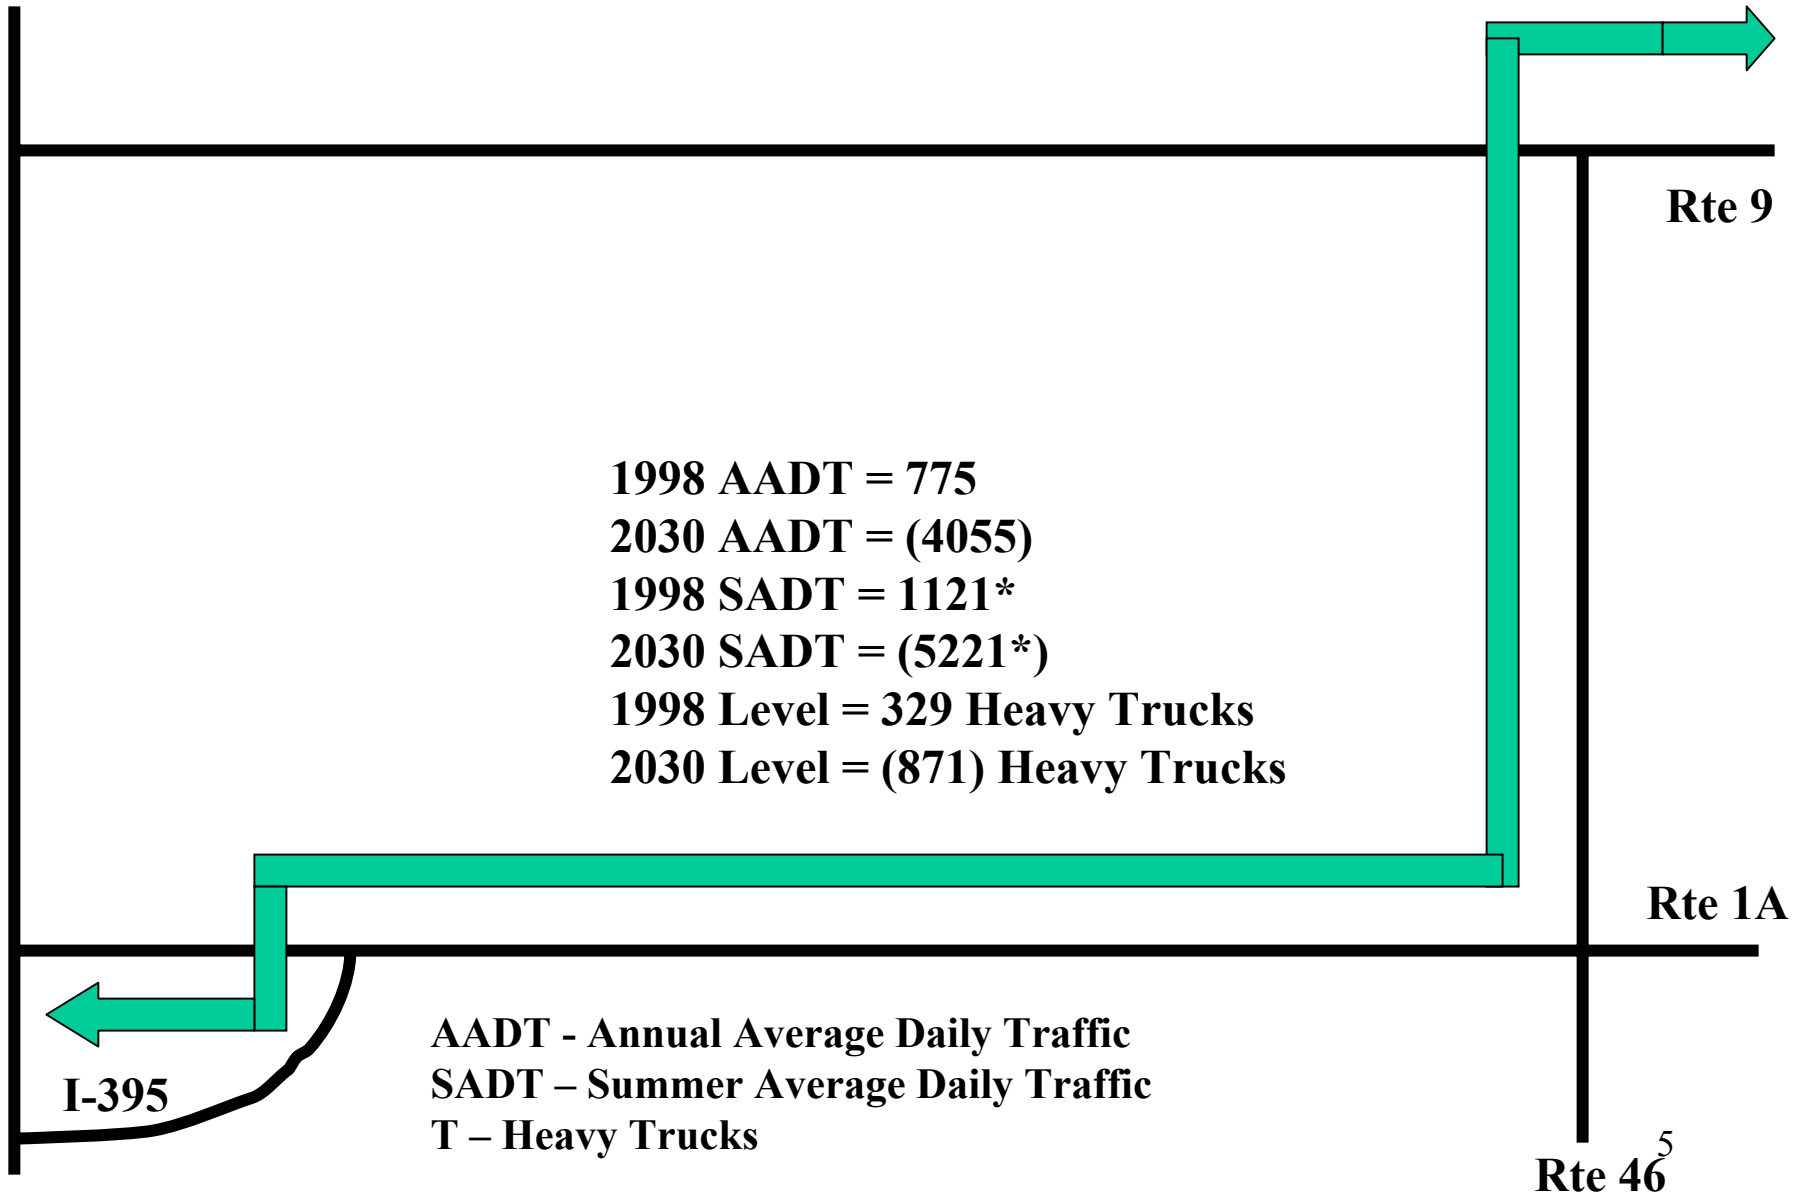 Rte 9
1998 AADT = 775
2030 AADT = (4055)
1998 SADT = 1121*
2030 SADT = (5221*)
1998 Level = 329 Heavy Trucks
2030 Level = (871) Heavy Trucks
Rte 1A
AADT - Annual Average Daily Traffic
SADT – Summer Average Daily Traffic
T – Heavy Trucks
I-395
5
Rte 46